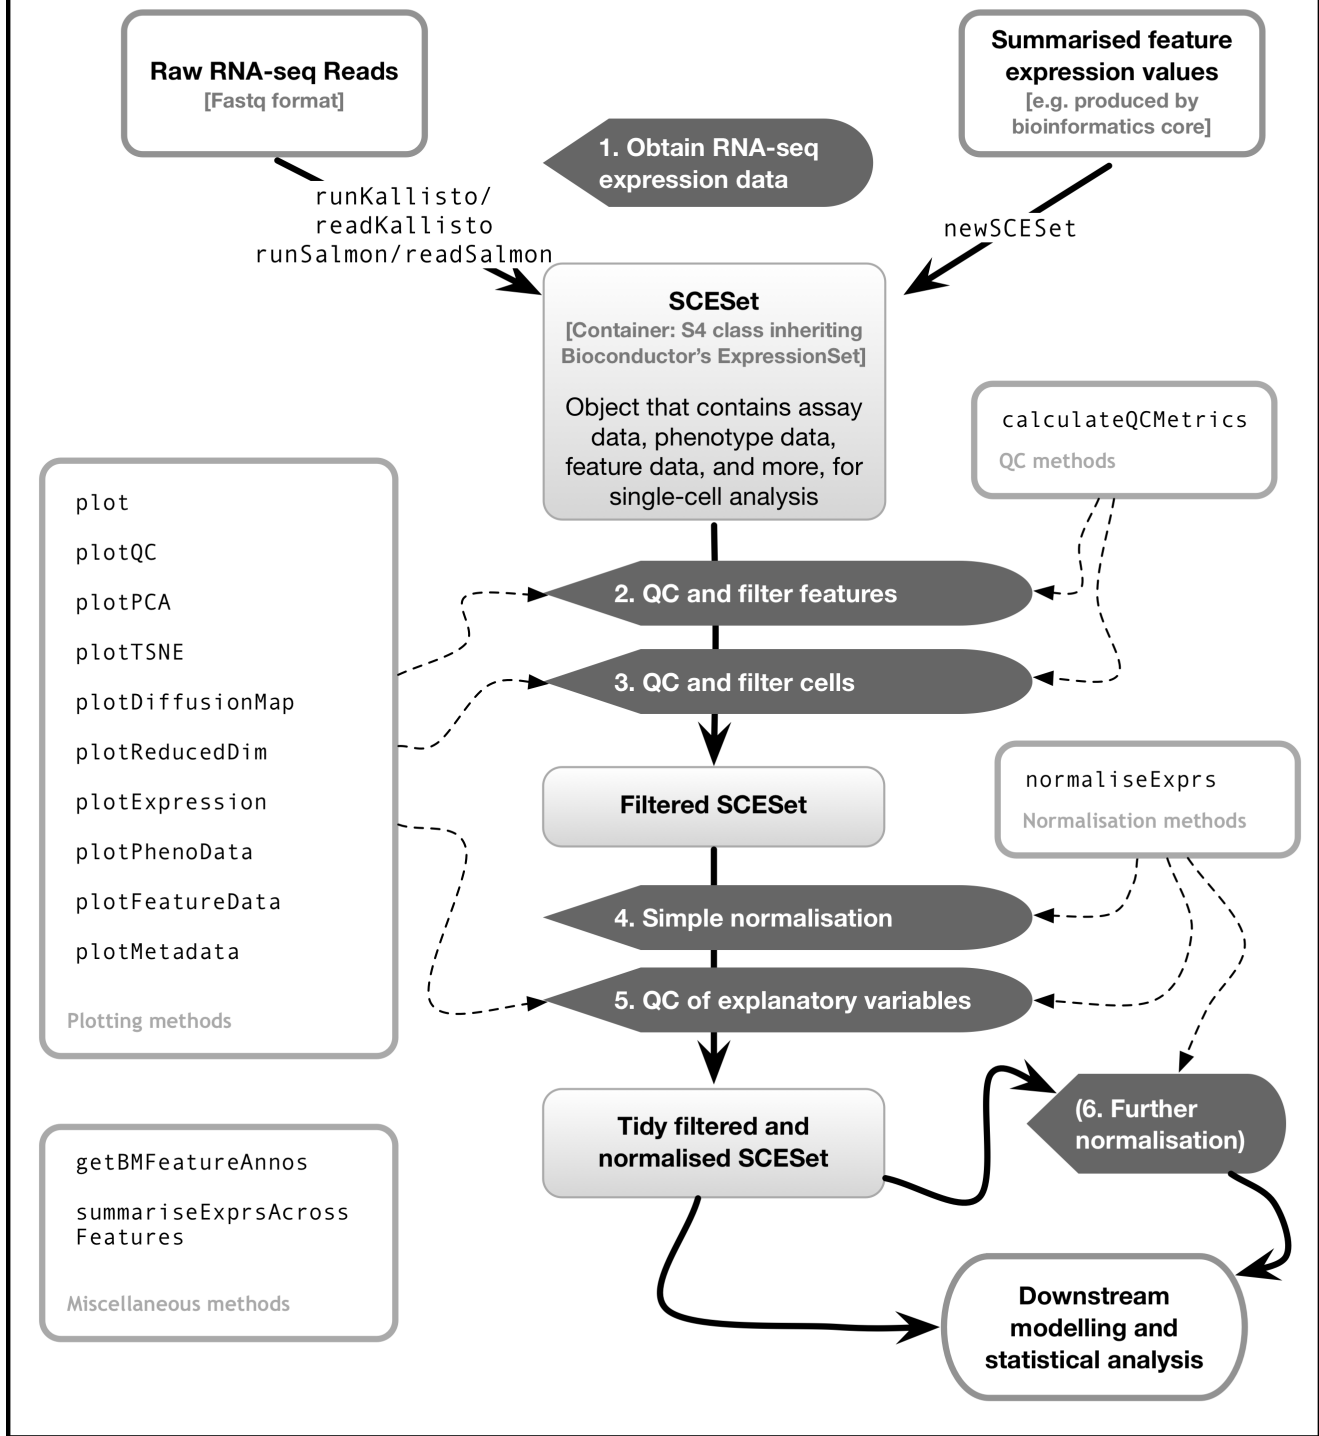 Raw RNA-seq Reads
[Fastq format]
Summarised feature
expression values
[e.g. produced by
bioinformatics core]
1. Obtain RNA-seq
expression data
runKallisto/
readKallisto
runSalmon/readSalmon
newSCESet
SCESet
[Container: S4 class inheriting
Bioconductor’s ExpressionSet]
Object that contains assay
data, phenotype data,
feature data, and more, for
single-cell analysis
calculateQCMetrics
QC methods
plot
plotQC
plotPCA
plotTSNE
plotDiffusionMap
plotReducedDim
plotExpression
plotPhenoData
plotFeatureData
plotMetadata
Plotting methods
2. QC and filter features
3. QC and filter cells
Filtered SCESet
normaliseExprs
Normalisation methods
4. Simple normalisation
5. QC of explanatory variables
Tidy filtered and
normalised SCESet
(6. Further
normalisation)
getBMFeatureAnnos
summariseExprsAcross
Features
Miscellaneous methods
Downstream
modelling and
statistical analysis